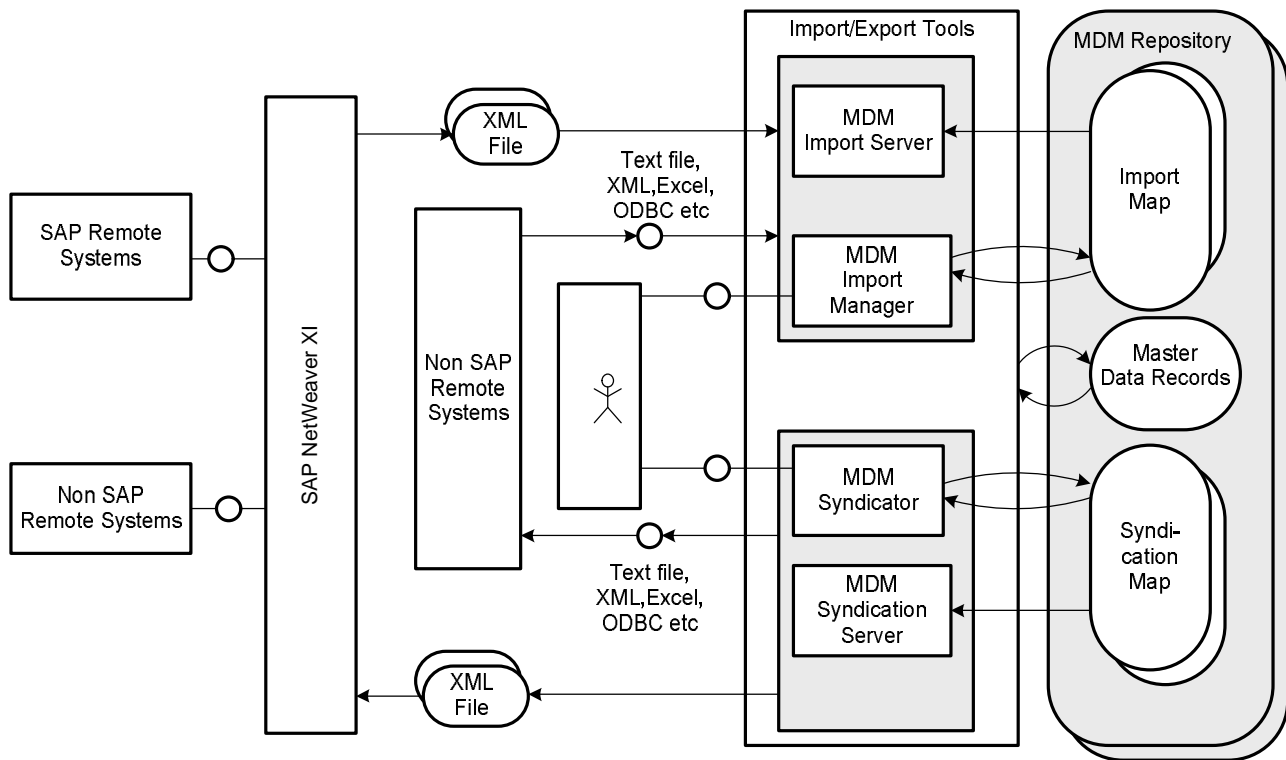 Import/Export Tools
MDM Repository
XML
File
MDM
Import Server
Text file,
XML,Excel,
ODBC etc
Import
Map
SAP Remote
Systems
MDM
Import
Manager
SAP NetWeaver XI
Non SAP
Remote
Systems
Master
Data Records
MDM
Syndicator
Non SAP
Remote Systems
Syndi-
cation
Map
Text file,
XML,Excel,
ODBC etc
MDM
Syndication
Server
XML
File